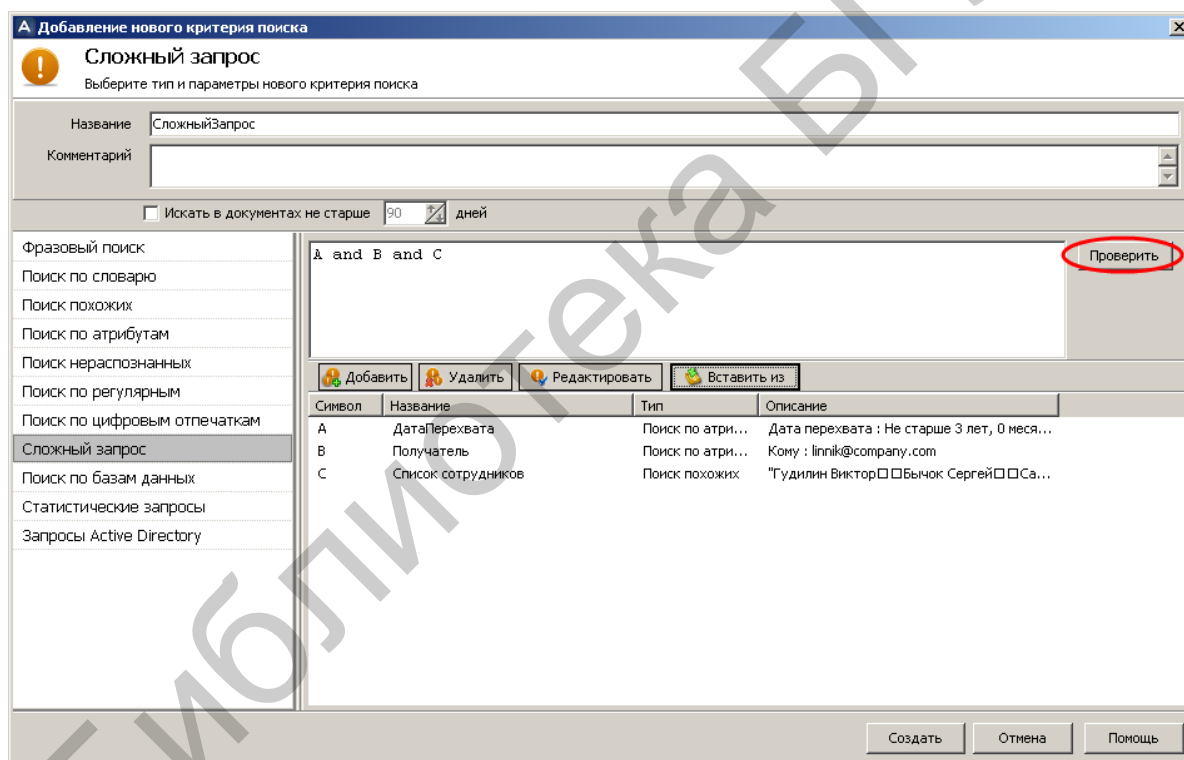 A Добавление нового критерия поиска
Сложный запрос
Выберите тип и параметры нового критерия поиска
Название СложныйЗапрос
Комментарий
Искать в документах не старше 90 дней
Фразовый поиск
Поиск по словарю
Поиск похожих
Поиск по атрибутам
Поиск нераспознанных
Поиск по регулярным
Поиск по цифровым отпечаткам
Сложный запрос
Поиск по базам данных
Статистические запросы
Запросы Active Directory
A and B and C
Проверить
Добавить Удалить Редактировать Вставить из
Символ Название Тип Описание
A ДатаПерехвата Поиск по атри... Дата перехвата : Не старше 3 лет, 0 меся...
B Получатель Поиск по атри... Кому : linnik@company.com
C Список сотрудников Поиск похожих "Гудилин Виктор□□Бычок Сергей□□Са...
Создать Отмена Помощь
Библиотека БГ